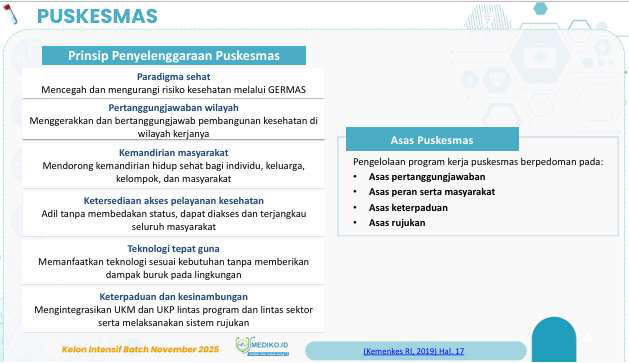 PUSKESMAS
Prinsip Penyelenggaraan Puskesmas
Paradigma sehat
Mencegah dan mengurangi risiko kesehatan melalui GERMAS
Pertanggungjawaban wilayah
Menggerakkan dan bertanggungjawab pembangunan kesehatan di
wilayah kerjanya
Kemandirian masyarakat
Mendorong kemandirian hidup sehat bagi individu, keluarga,
kelompok, dan masyarakat
Ketersediaan akses pelayanan kesehatan
Adil tanpa membedakan status, dapat diakses dan terjangkau
seluruh masyarakat
Teknologi tepat guna
Memanfaatkan teknologi sesuai kebutuhan tanpa memberikan
dampak buruk pada lingkungan
Keterpaduan dan kesinambungan
Mengintegrasikan UKM dan UKP lintas program dan lintas sektor
serta melaksanakan sistem rujukan
Asas Puskesmas
Pengelolaan program kerja puskesmas berpedoman pada:
• Asas pertanggungjawaban
• Asas peran serta masyarakat
• Asas keterpaduan
• Asas rujukan
Kelon Intensif Batch November 2025
MEDIKO.ID
(Kemenkes RI, 2019) Hal. 17